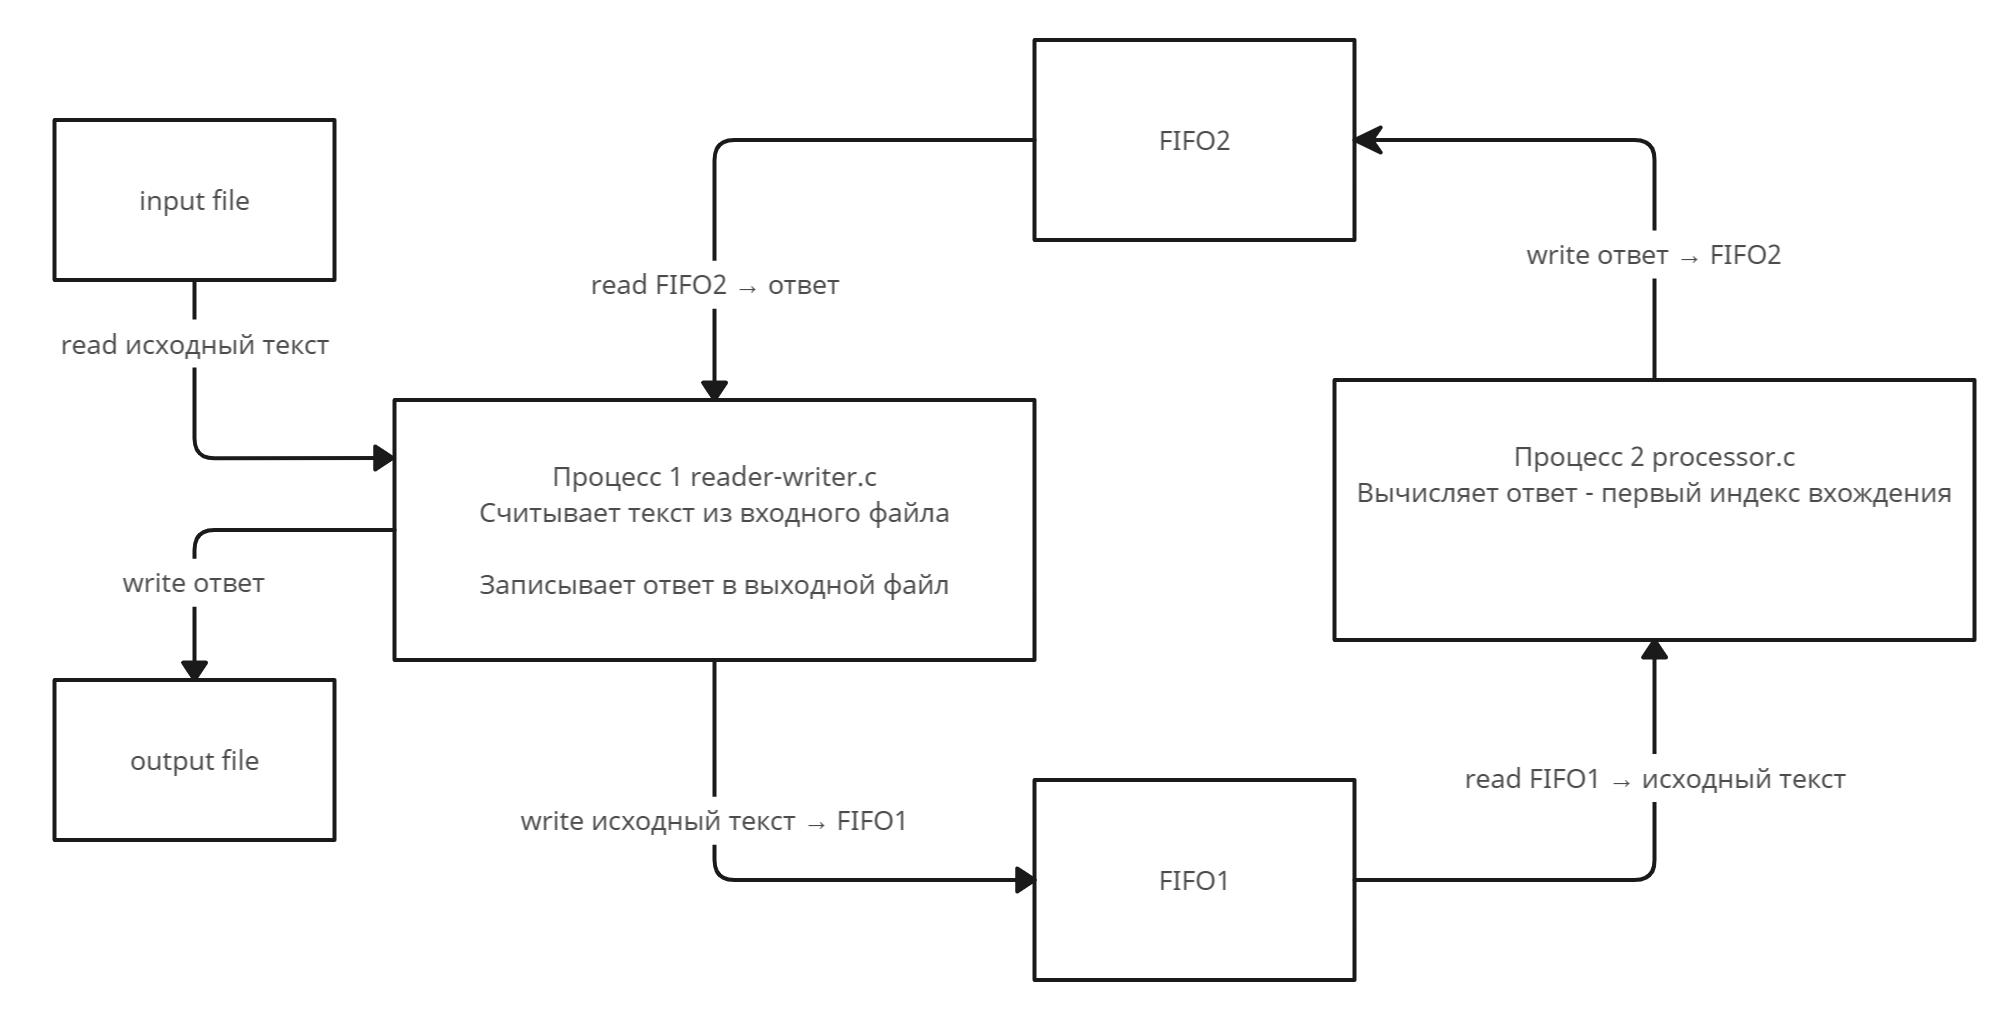 FIFO2
input file
write ответ → FIFO2
read FIFO2 → ответ
read исходный текст
Процесс 1 reader-writer.c
Считывает текст из входного файла
Записывает ответ в выходной файл
Процесс 2 processor.c
Вычисляет ответ - первый индекс вхождения
write ответ
output file
read FIFO1 → исходный текст
write исходный текст → FIFO1
FIFO1